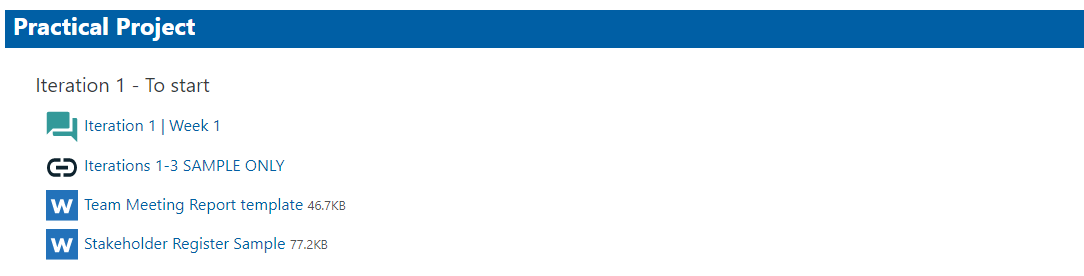 Practical Project
Iteration 1 - To start
Iteration 1 | Week 1
Iterations 1-3 SAMPLE ONLY
W Team Meeting Report template 46.7KB
W Stakeholder Register Sample 77.2KB